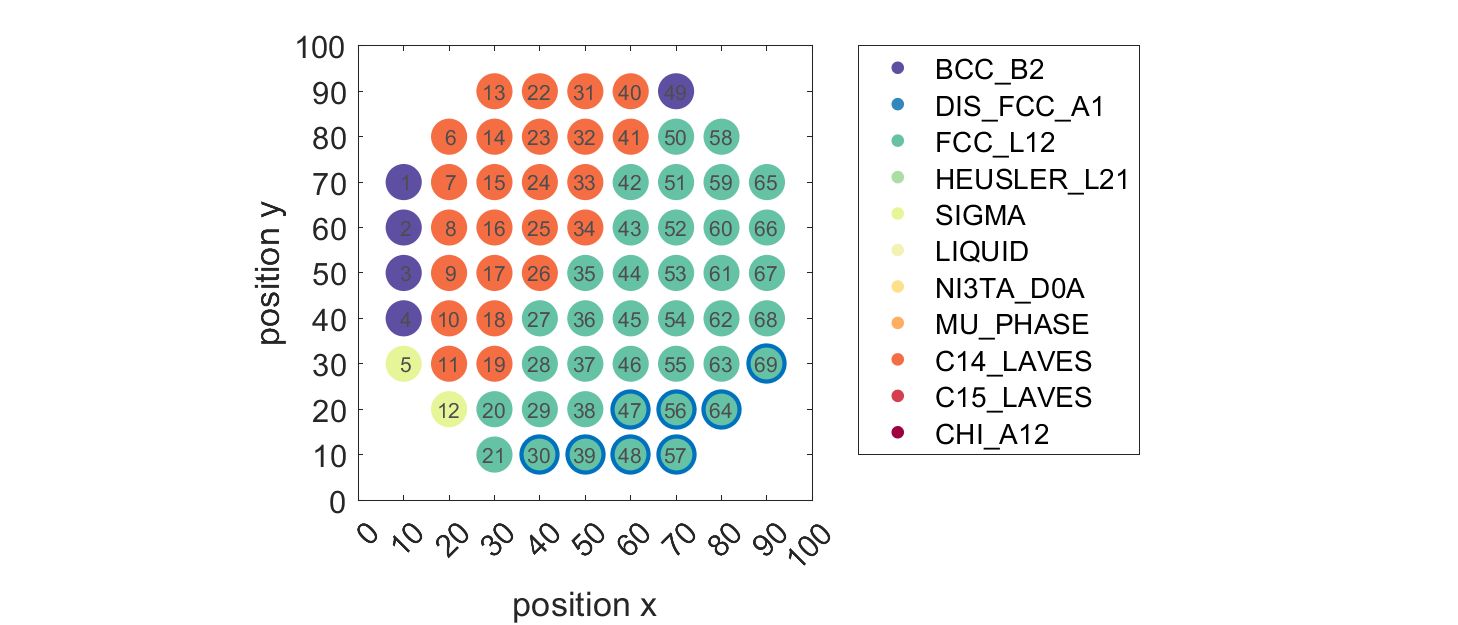 100
90
80
70
60
50
40
30
20
10
0
13 22 31 40 49
6 14 23 32 41 50 58
1 7 15 24 33 42 51 59 65
2 8 16 25 34 43 52 60 66
3 9 17 26 35 44 53 61 67
4 10 18 27 36 45 54 62 68
5 11 19 28 37 46 55 63 69
12 20 29 38 47 56 64
21 30 39 48 57
0 10 20 30 40 50 60 70 80 90 100
position x
position y
BCC_B2
DIS_FCC_A1
FCC_L12
HEUSLER_L21
SIGMA
LIQUID
NI3TA_D0A
MU_PHASE
C14_LAVES
C15_LAVES
CHI_A12